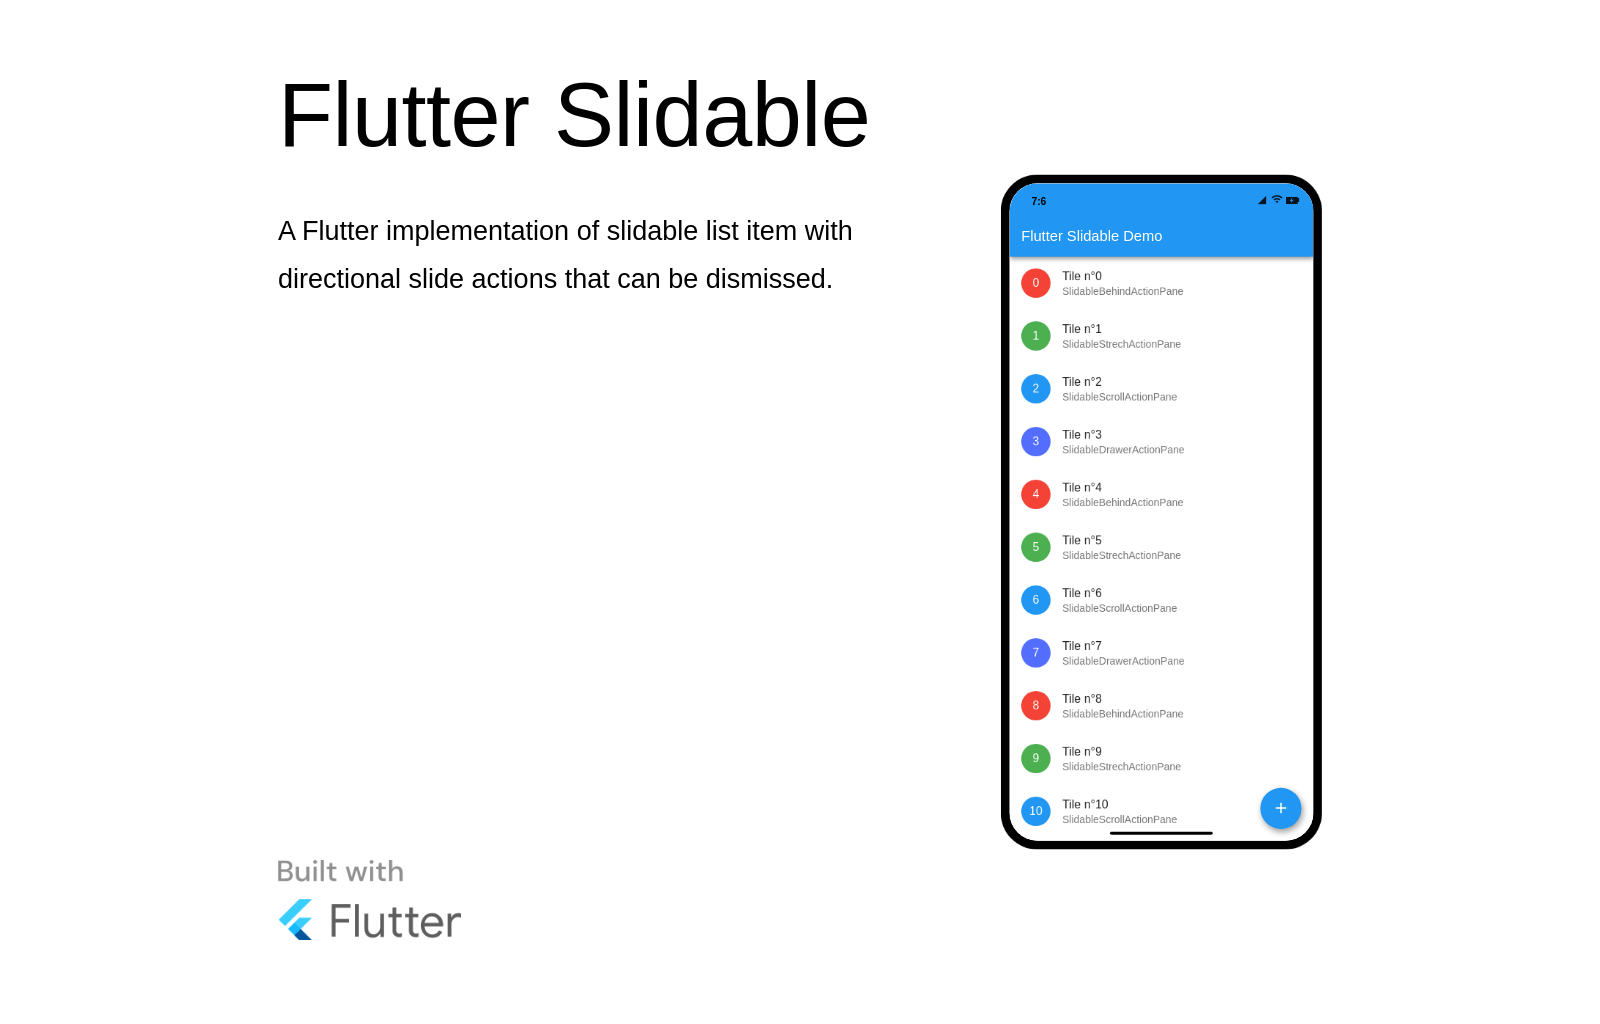 Flutter Slidable
A Flutter implementation of slidable list item with
directional slide actions that can be dismissed.
7:6
Flutter Slidable Demo
0
Tile n°0
SlidableBehindActionPane
1
Tile n°1
SlidableStrechActionPane
2
Tile n°2
SlidableScrollActionPane
3
Tile n°3
SlidableDrawerActionPane
4
Tile n°4
SlidableBehindActionPane
5
Tile n°5
SlidableStrechActionPane
6
Tile n°6
SlidableScrollActionPane
7
Tile n°7
SlidableDrawerActionPane
8
Tile n°8
SlidableBehindActionPane
9
Tile n°9
SlidableStrechActionPane
10
Tile n°10
SlidableScrollActionPane
+
Built with
Flutter